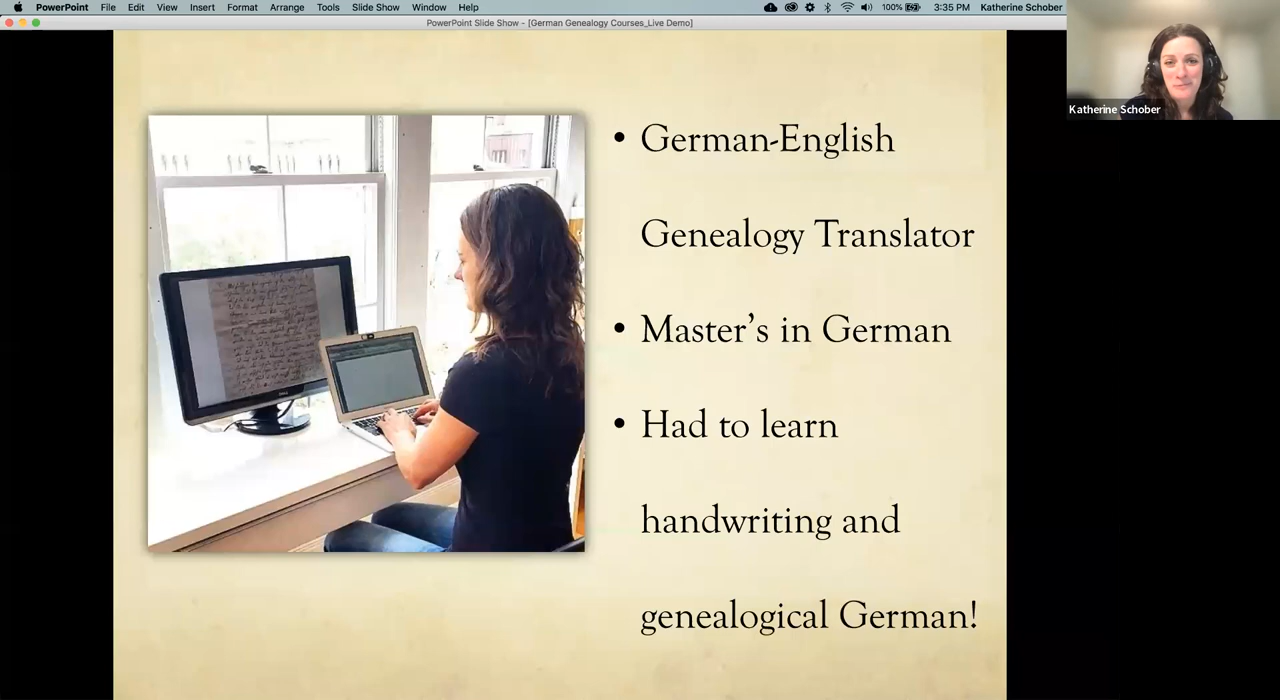 PowerPoint File Edit View Insert Format Arrange Tools Slide Show Window Help 100% 3:35 PM Katherine Schober
PowerPoint Slide Show - [German Genealogy Courses_Live Demo]
Katherine Schober
• German-English
Genealogy Translator
• Master’s in German
• Had to learn
handwriting and
genealogical German!
DELL